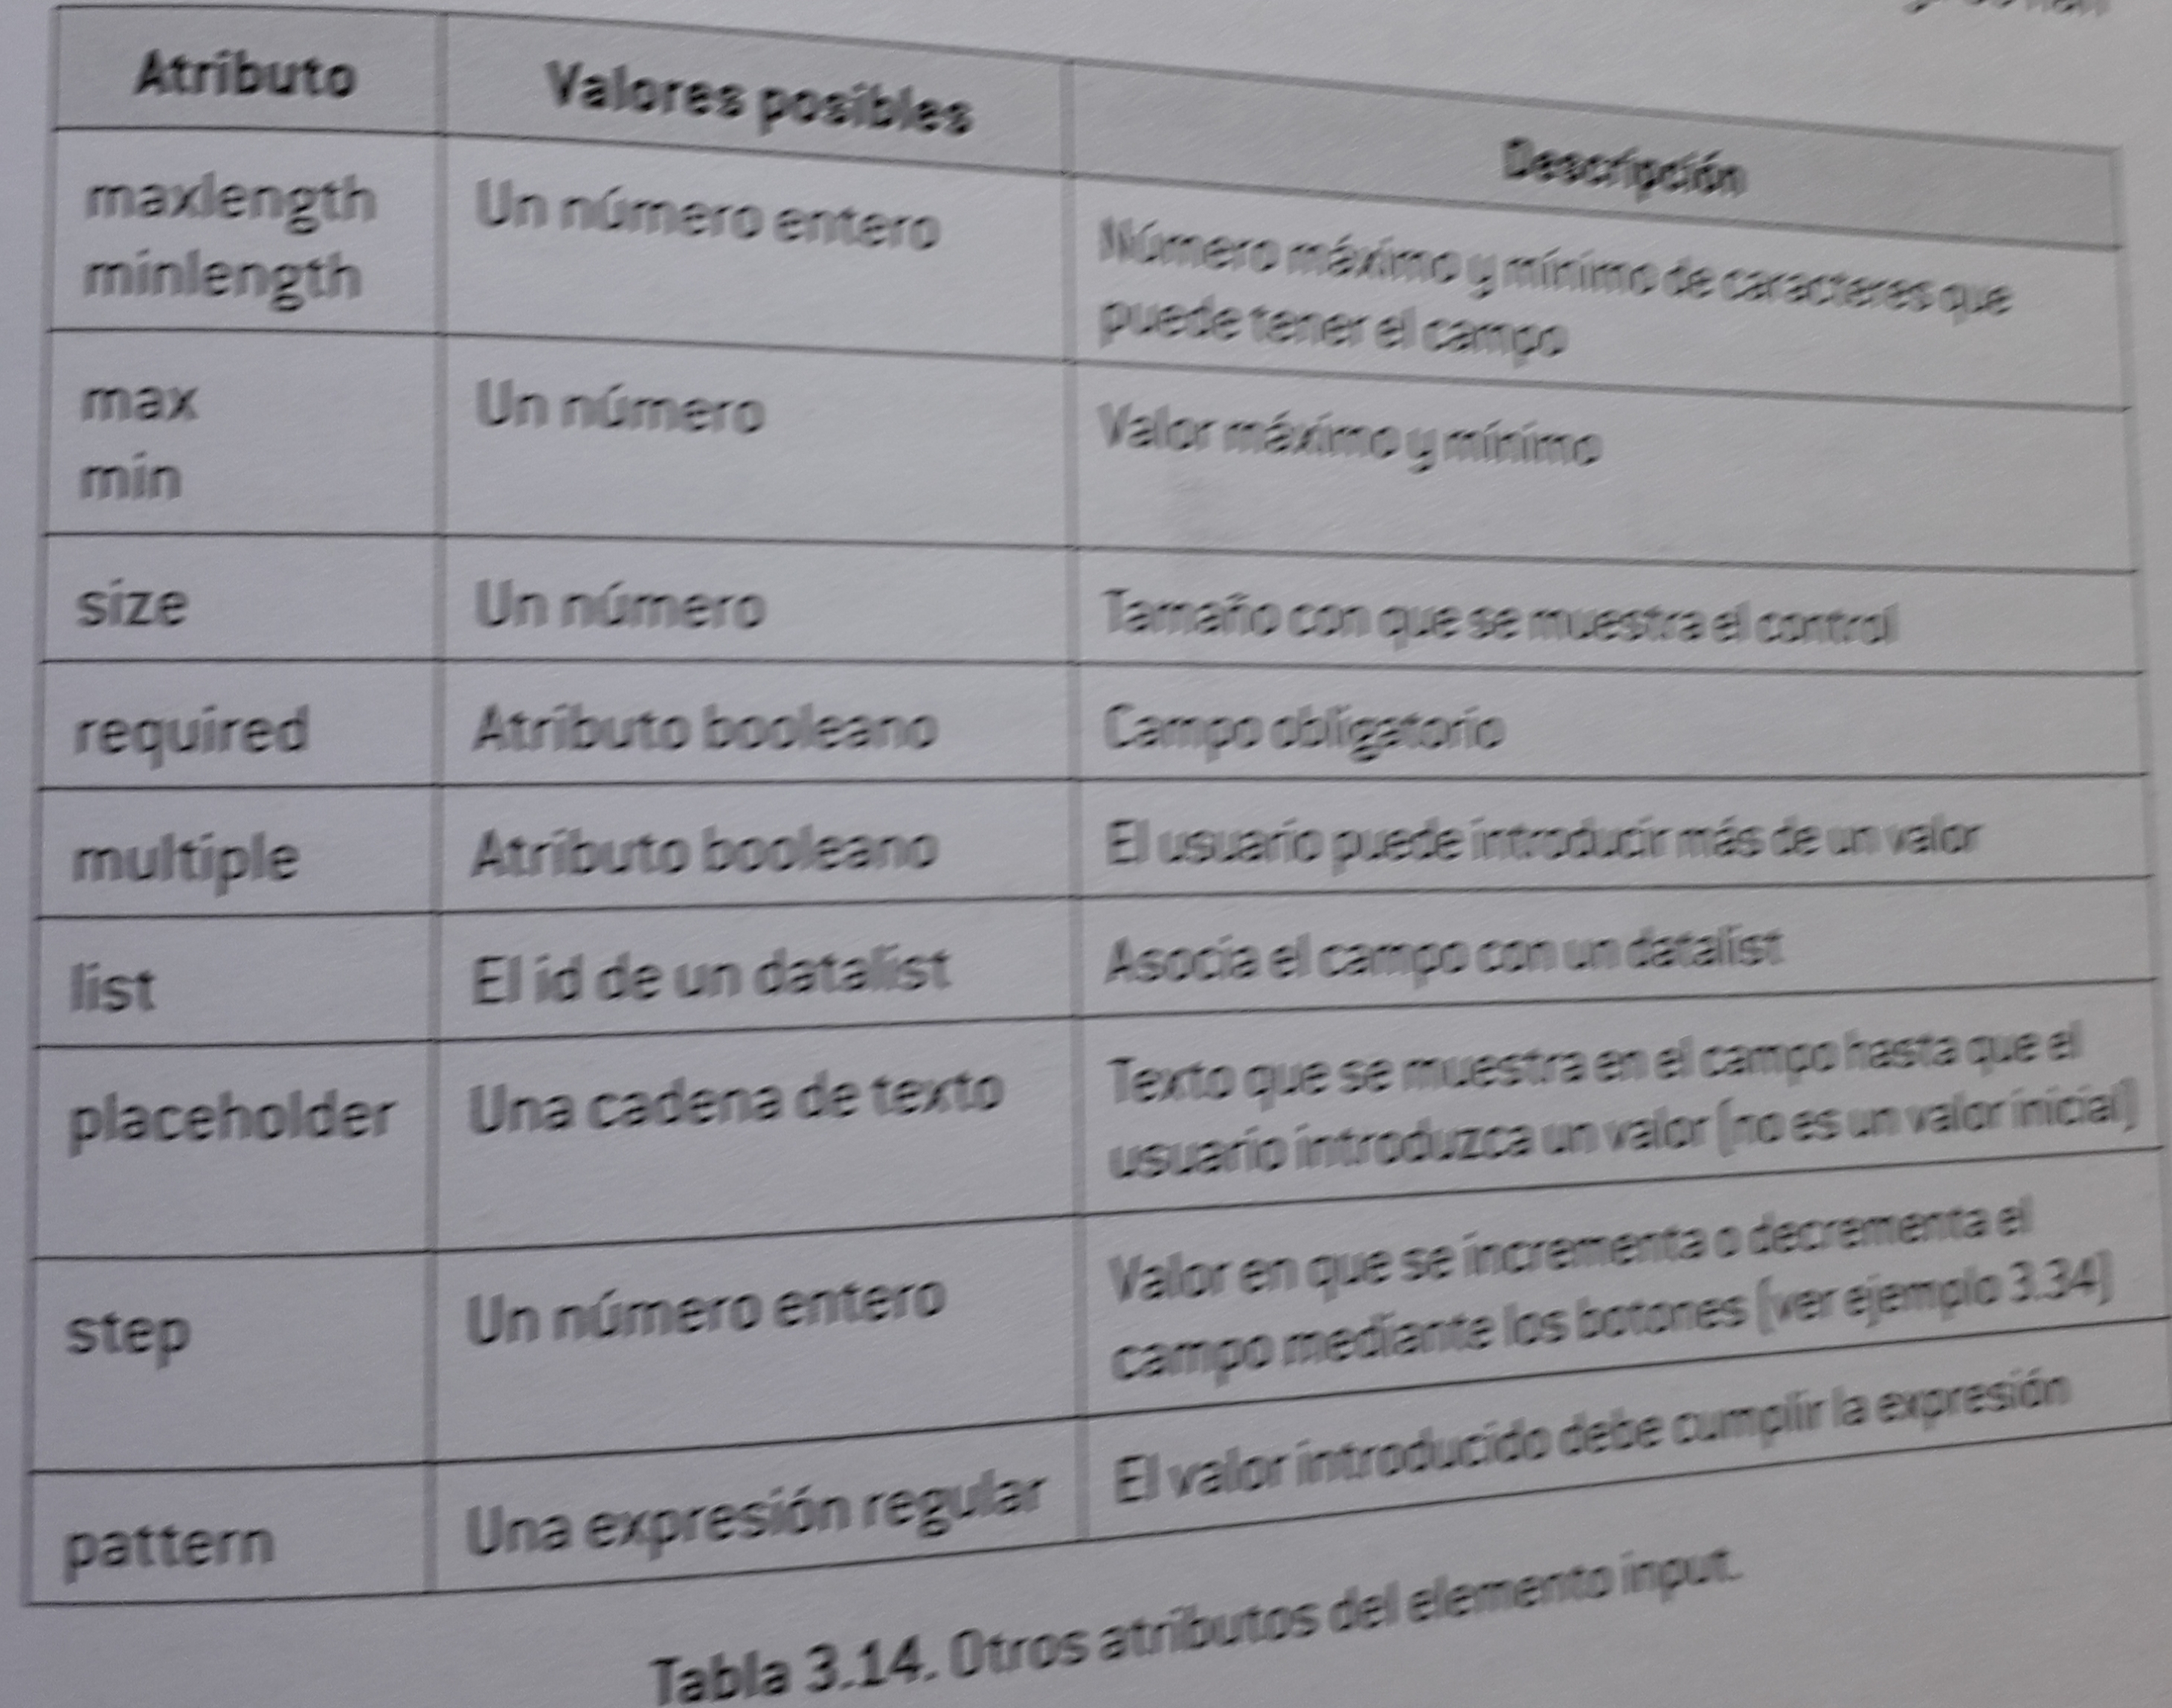 Atributo Valores posibles Descripción
maxlength Un número entero Número máximo y mínimo de caracteres que
minlength puede tener el campo
max Un número Valor máximo y mínimo
min
size Un número Tamaño con que se muestra el control
required Atributo booleano Campo obligatorio
multiple Atributo booleano El usuario puede introducir más de un valor
list El id de un datalist Asocia el campo con un datalist
placeholder Una cadena de texto Texto que se muestra en el campo hasta que el
usuario introduzca un valor (no es un valor inicial)
step Un número entero Valor en que se incrementa o decrementa el
campo mediante los botones (ver ejemplo 3.34)
pattern Una expresión regular El valor introducido debe cumplir la expresión
Tabla 3.14. Otros atributos del elemento input.